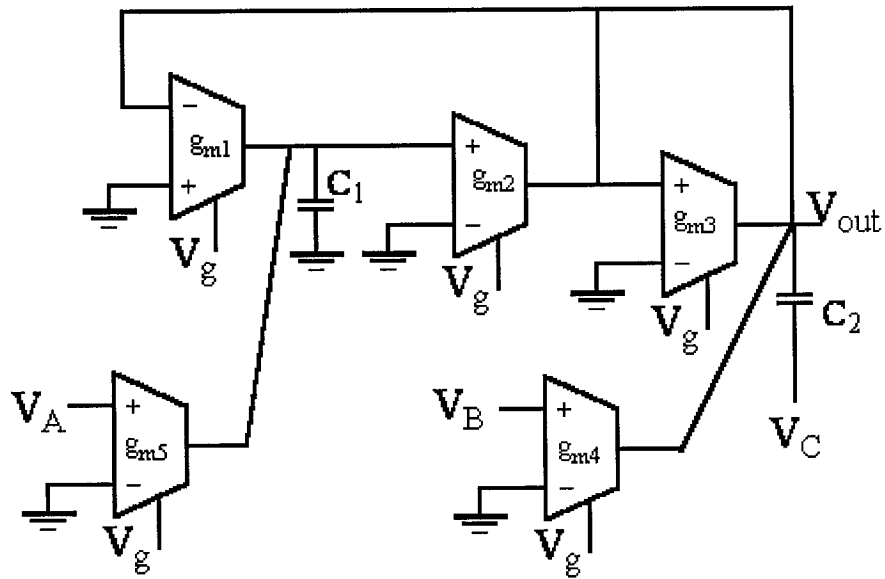 −
g_m1
+
V_g
C_1
+
g_m2
−
V_g
+
g_m3
−
V_g
V_out
C_2
V_A
+
g_m5
−
V_g
V_B
+
g_m4
−
V_g
V_C